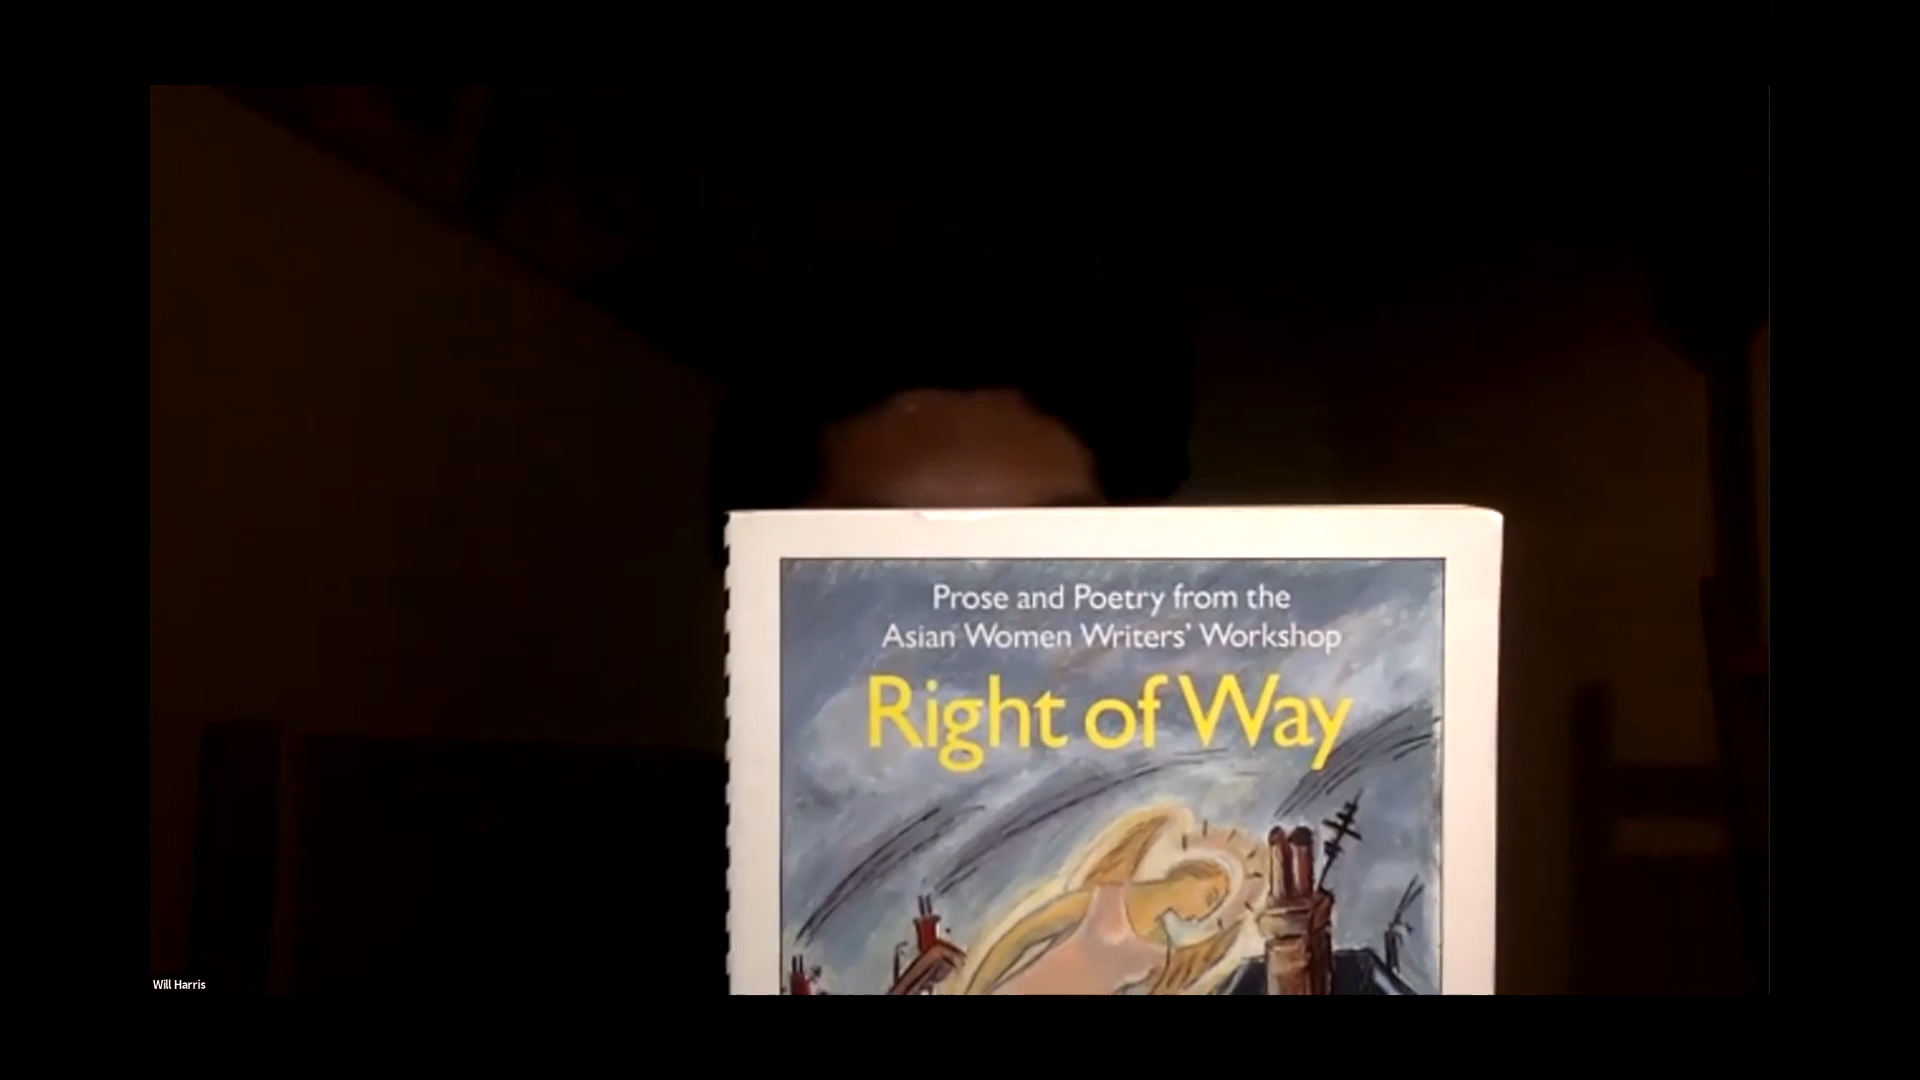 Prose and Poetry from the
Asian Women Writers' Workshop
Right of Way
Will Harris